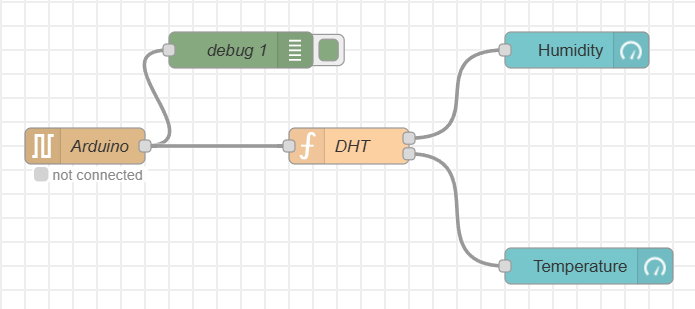 debug 1
Humidity
Arduino
DHT
not connected
Temperature